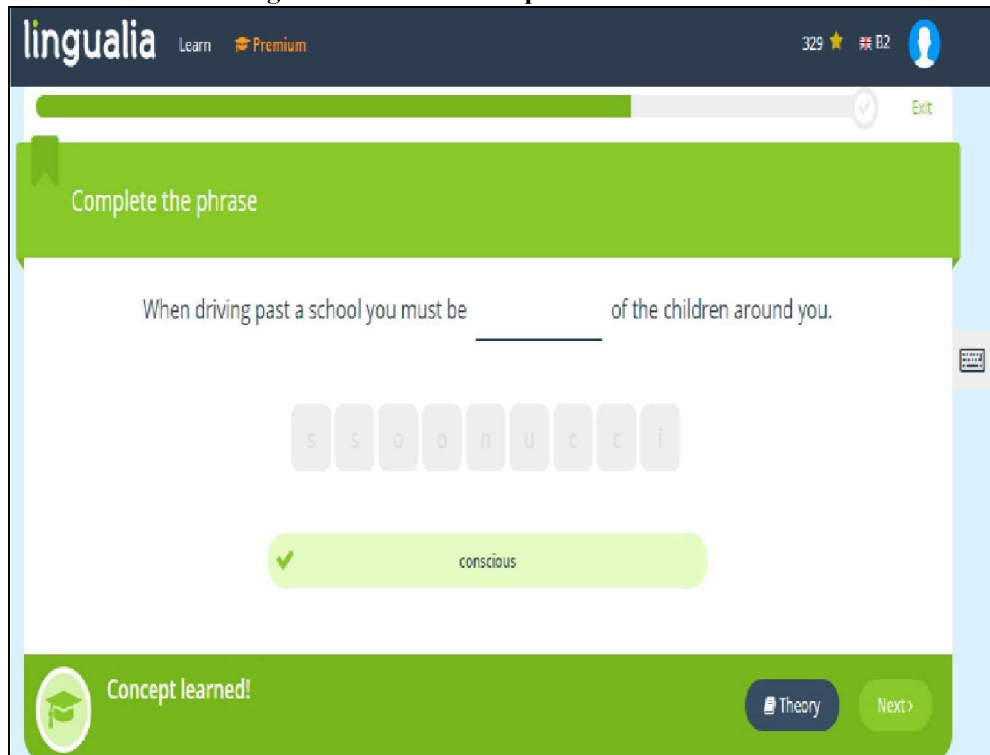 lingualia Learn Premium 329 B2
Exit
Complete the phrase
When driving past a school you must be ________ of the children around you.
s s o o n u c c i
conscious
Concept learned!
Theory Next >